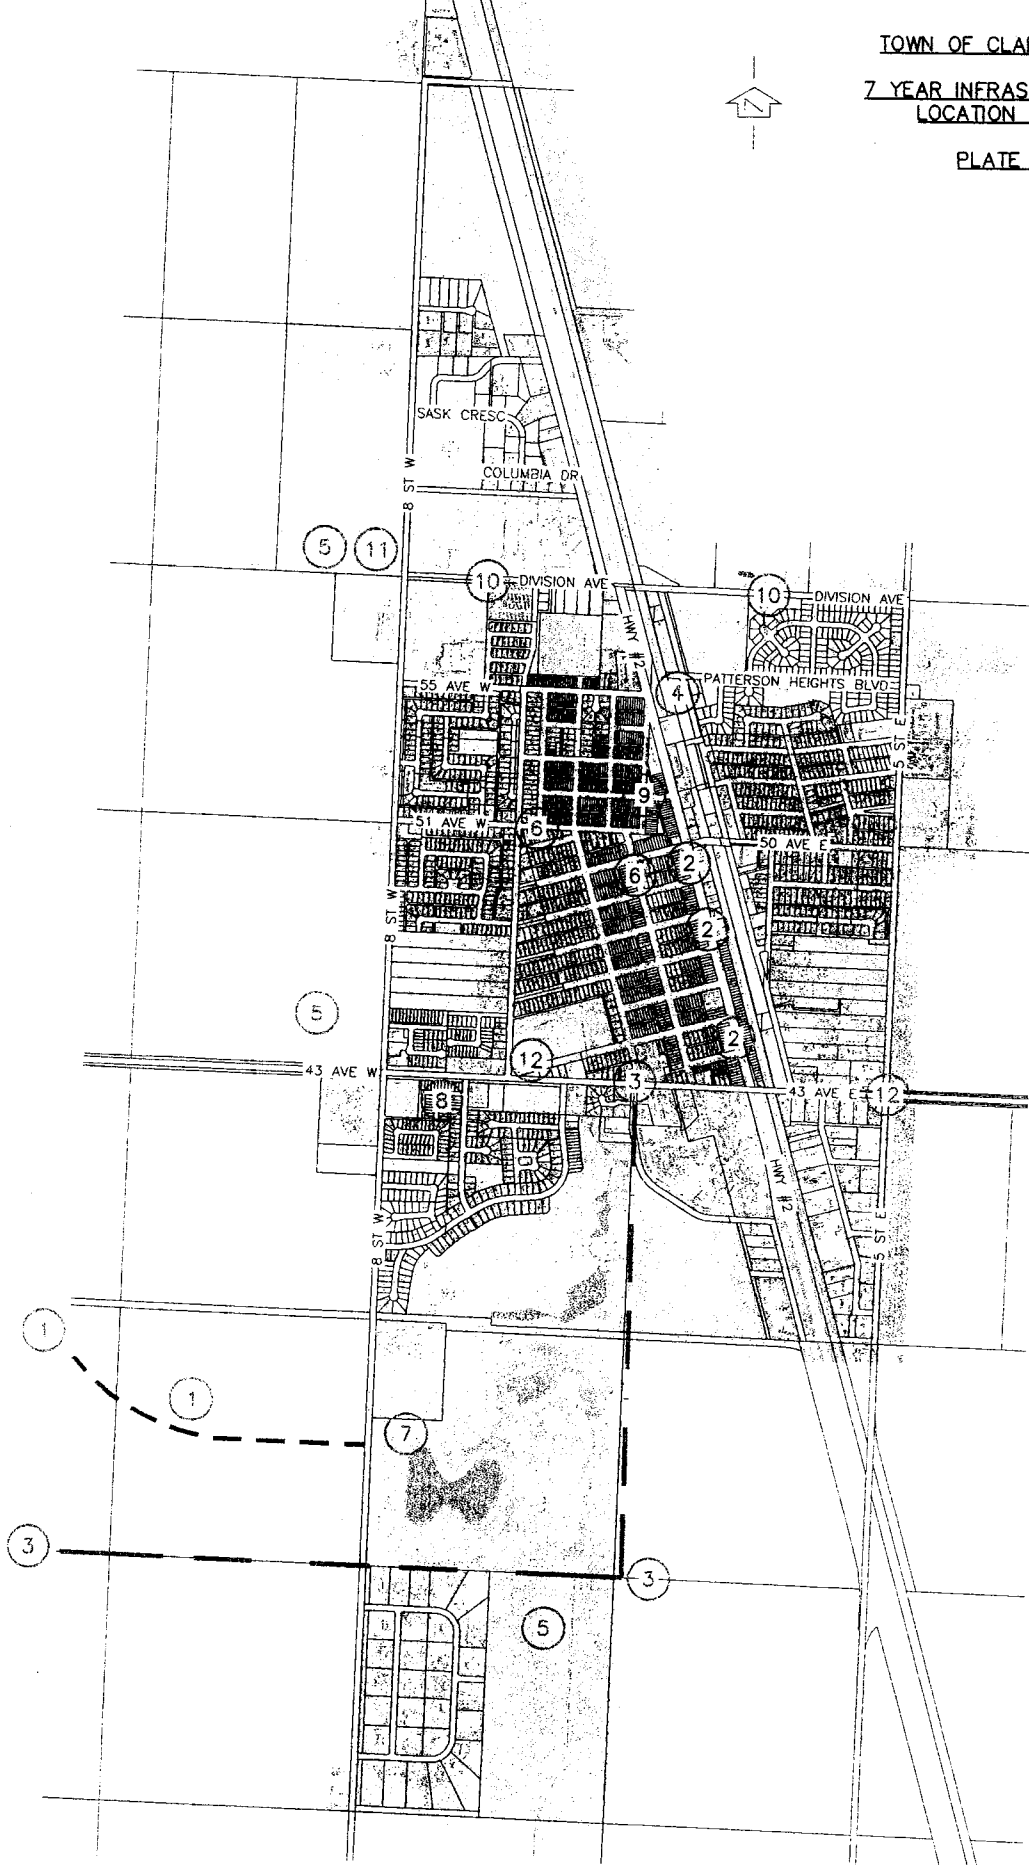 TOWN OF
7 YEAR
LOCATION
PLATE
N
SASK CRESC
COLUMBIA DR
8 ST W
5 11
10 DIVISION AVE
10 DIVISION AVE
HWY #2
55 AVE W
4 PATTERSON HEIGHTS BLVD
5 ST E
9
51 AVE W
6
50 AVE E
6
2
8 ST W
2
5
2
12
43 AVE W
3
43 AVE E
12
8
HWY #2
8 ST W
5 ST E
1
1
7
3
3
5